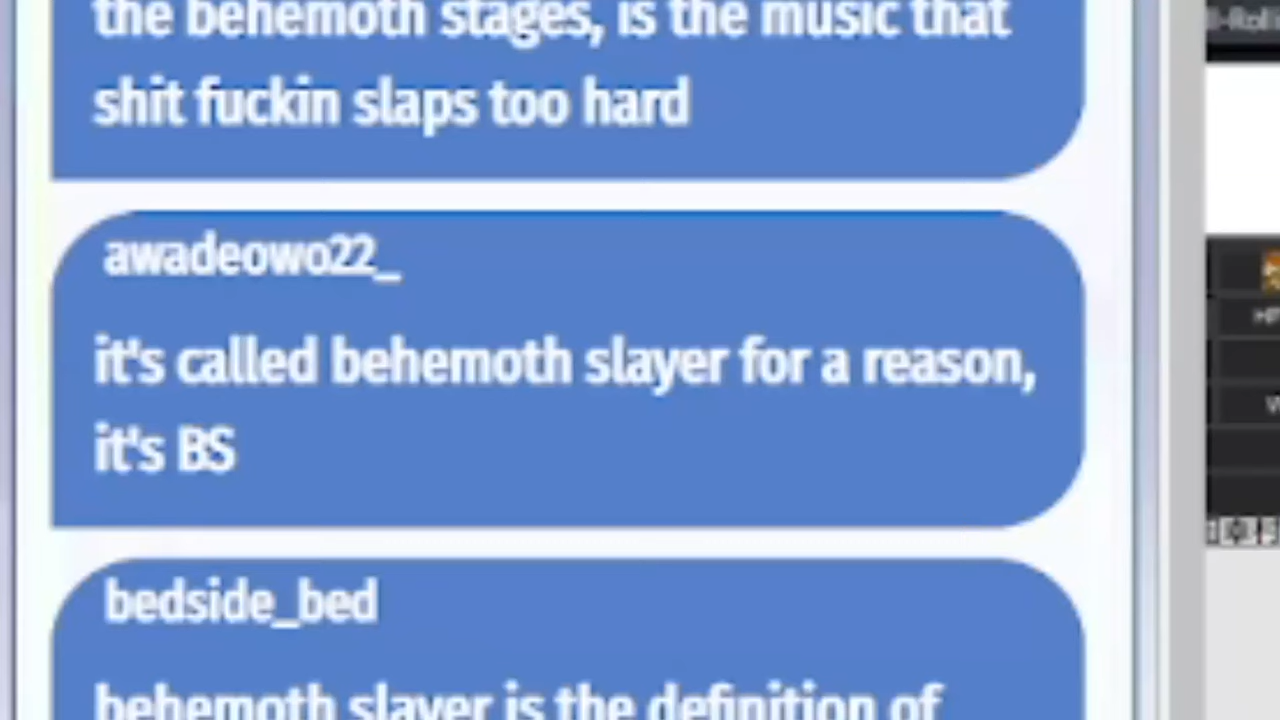 the behemoth stages, is the music that
shit fuckin slaps too hard
awadeowo22_
it's called behemoth slayer for a reason,
it's BS
bedside_bed
behemoth slayer is the definition of